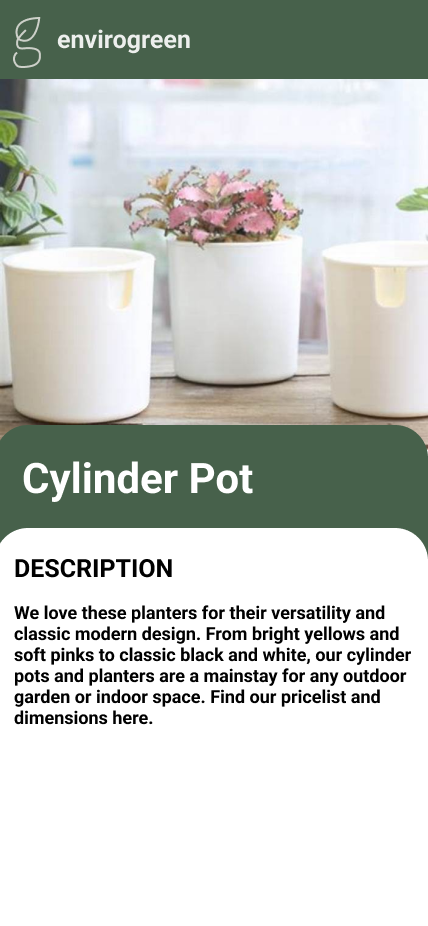 envirogreen
Cylinder Pot
DESCRIPTION
We love these planters for their versatility and
classic modern design. From bright yellows and
soft pinks to classic black and white, our cylinder
pots and planters are a mainstay for any outdoor
garden or indoor space. Find our pricelist and
dimensions here.